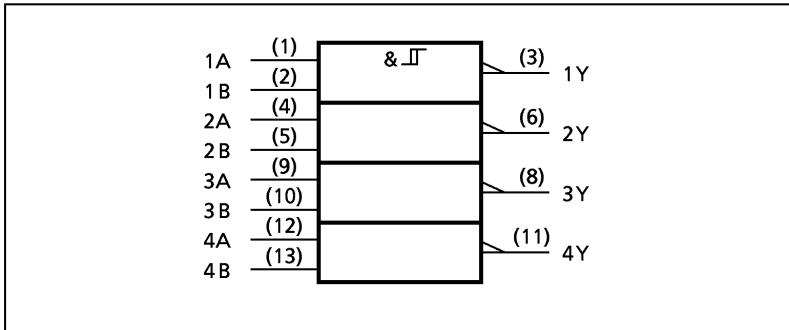 1A (1) & (3) 1Y
1B (2)
2A (4) (6) 2Y
2B (5)
3A (9) (8) 3Y
3B (10)
4A (12) (11) 4Y
4B (13)